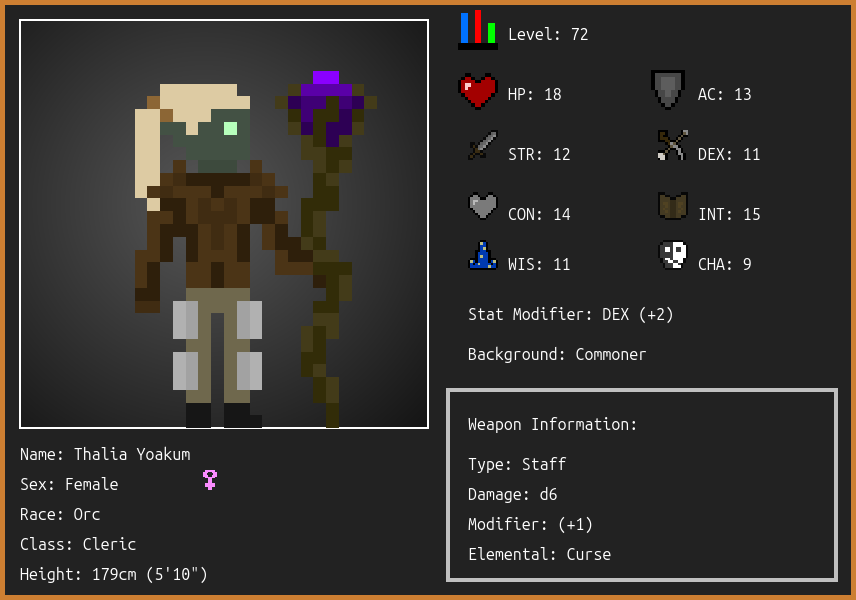 Level: 72
HP: 18
AC: 13
STR: 12
DEX: 11
CON: 14
INT: 15
WIS: 11
CHA: 9
Stat Modifier: DEX (+2)
Background: Commoner
Weapon Information:
Type: Staff
Damage: d6
Modifier: (+1)
Elemental: Curse
Name: Thalia Yoakum
Sex: Female
Race: Orc
Class: Cleric
Height: 179cm (5'10")